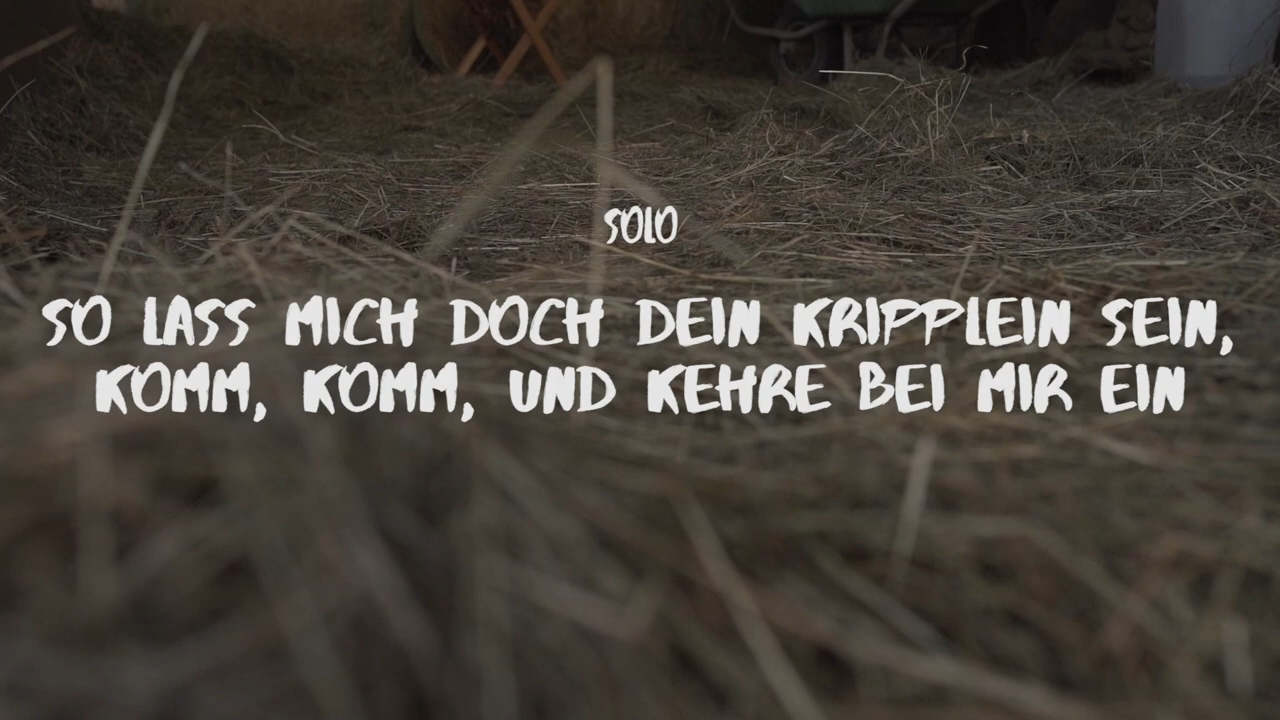 SOLO
SO LASS MICH DOCH DEIN KRIPPLEIN SEIN,
KOMM, KOMM, UND KEHRE BEI MIR EIN